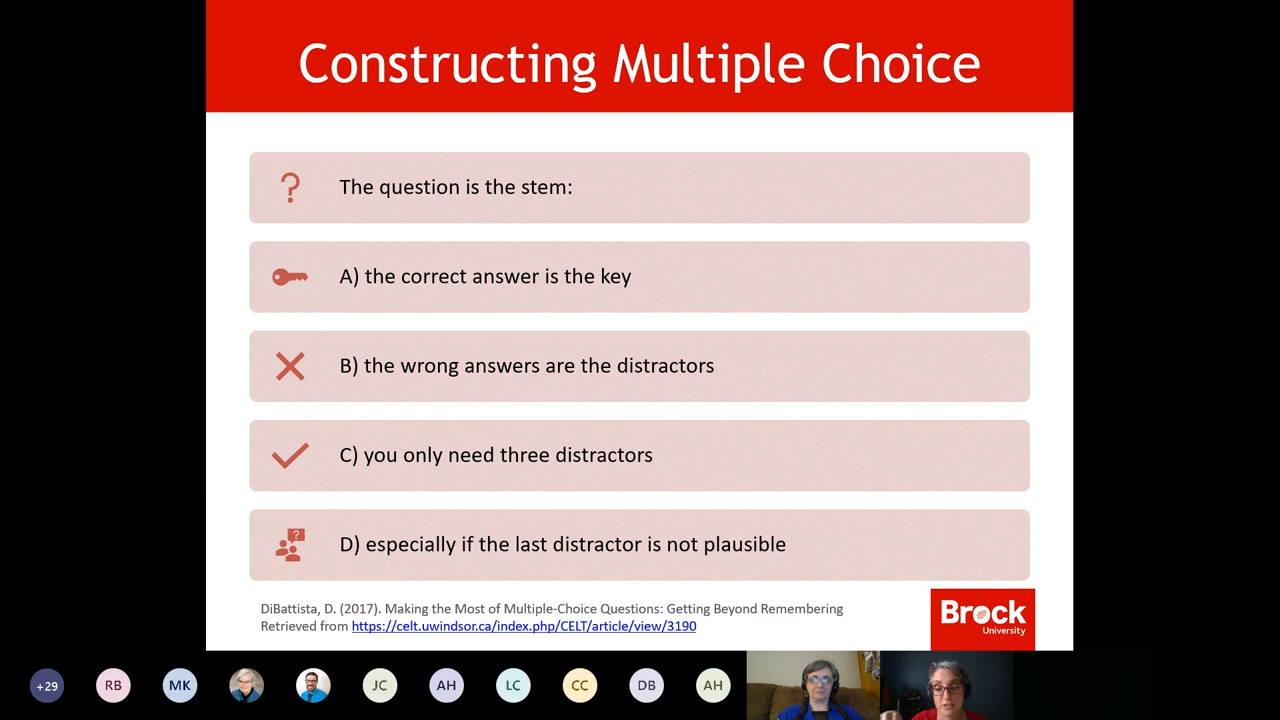 Constructing Multiple Choice
?
The question is the stem:
A) the correct answer is the key
B) the wrong answers are the distractors
C) you only need three distractors
?
D) especially if the last distractor is not plausible
DiBattista, D. (2017). Making the Most of Multiple-Choice Questions: Getting Beyond Remembering
Retrieved from https://celt.uwindsor.ca/index.php/CELT/article/view/3190
Brock
University
+29 RB MK JC AH LC CC DB AH